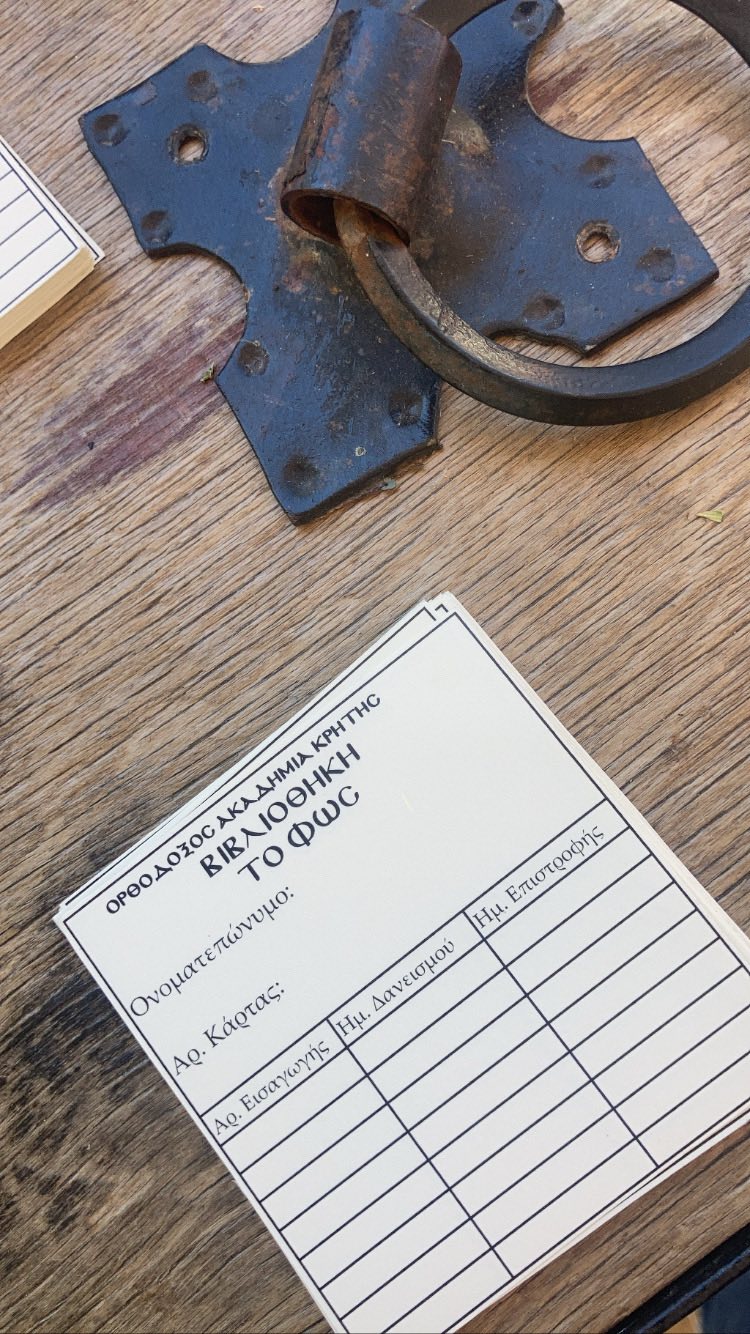 ΟΡΘΟΔΟΞΟΣ ΑΚΑΔΗΜΙΑ ΚΡΗΤΗΣ
ΒΙΒΛΙΟΘΗΚΗ
ΤΟ ΦΩΣ
Ονοματεπώνυμο:
Αρ. Κάρτας:
Αρ. Εισαγωγής Ημ. Δανεισμού Ημ. Επιστροφής